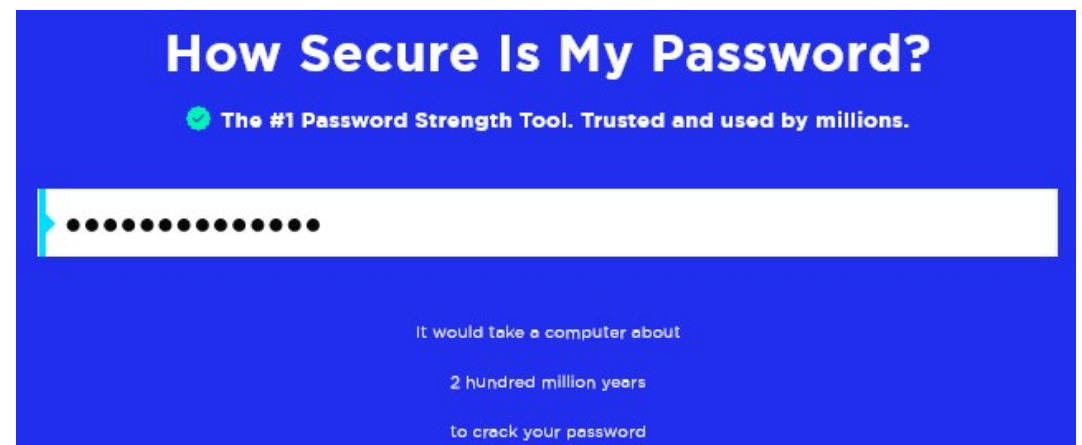 How Secure Is My Password?
The #1 Password Strength Tool. Trusted and used by millions.
••••••••••••••
It would take a computer about
2 hundred million years
to crack your password